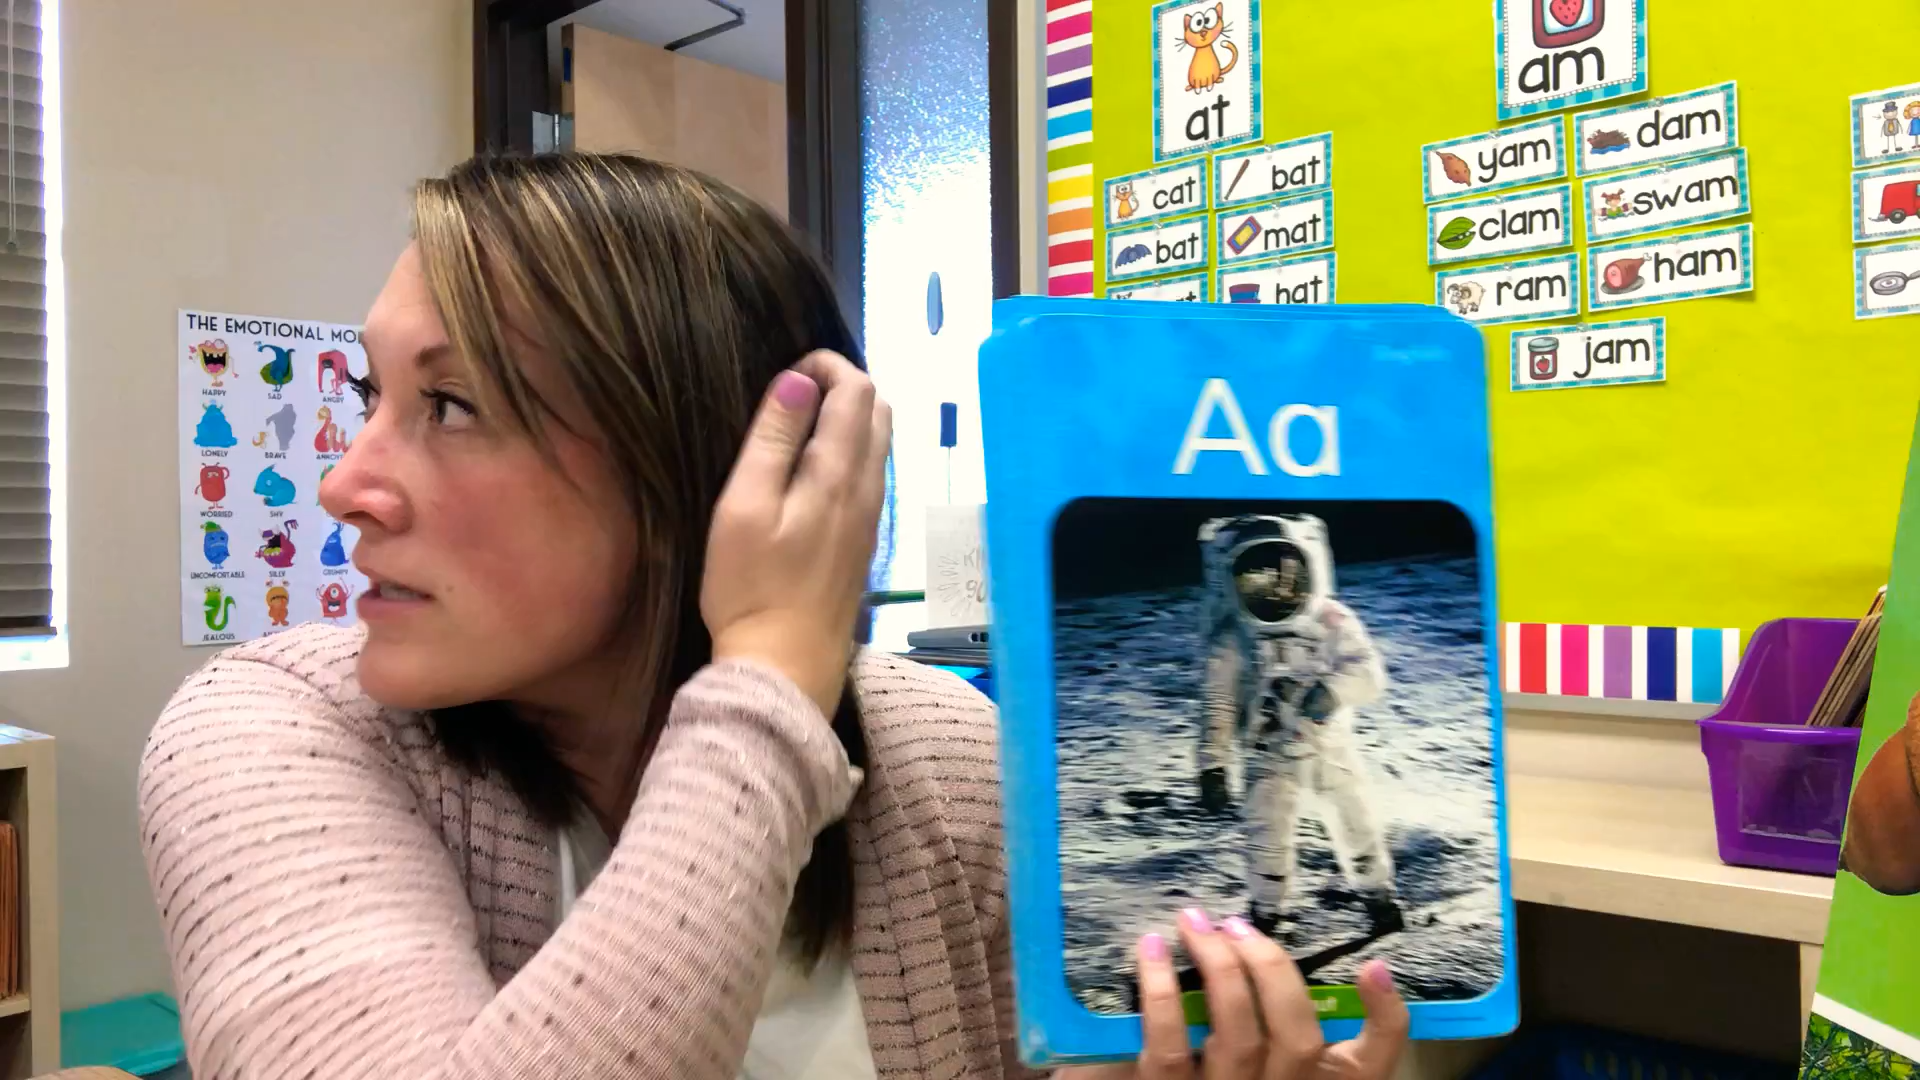 THE EMOTIONAL MO
HAPPY
SAD
ANGRY
LONELY
BRAVE
ANNOY
WORRIED
SHY
UNCOMFORTABLE
SILLY
GRUMPY
JEALOUS
at
cat
bat
bat
mat
hat
am
yam
dam
clam
swam
ram
ham
jam
Aa